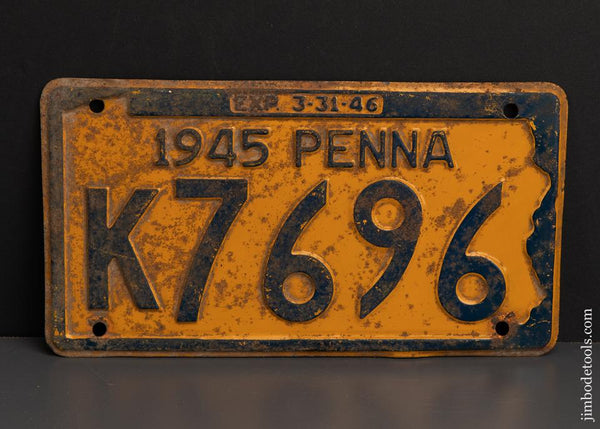 EXP. 3-31-46
1945 PENNA
K7696
jimbodetools.com